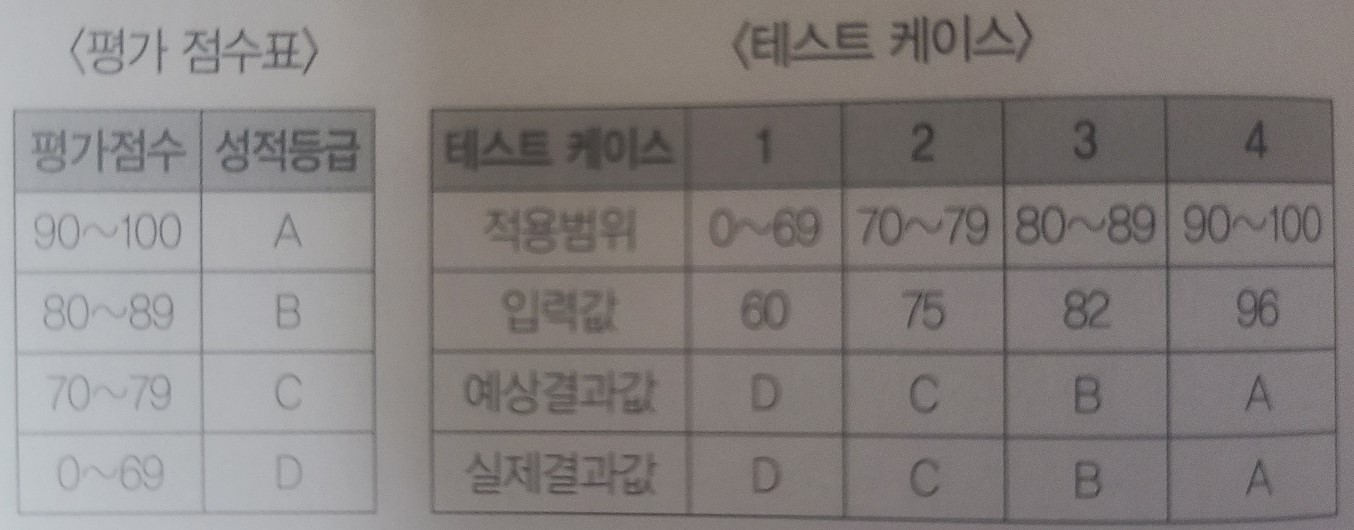 〈평가 점수표〉
평가점수 성적등급
90~100 A
80~89 B
70~79 C
0~69 D
〈테스트 케이스〉
테스트 케이스 1 2 3 4
적용범위 0~69 70~79 80~89 90~100
입력값 60 75 82 96
예상결과값 D C B A
실제결과값 D C B A